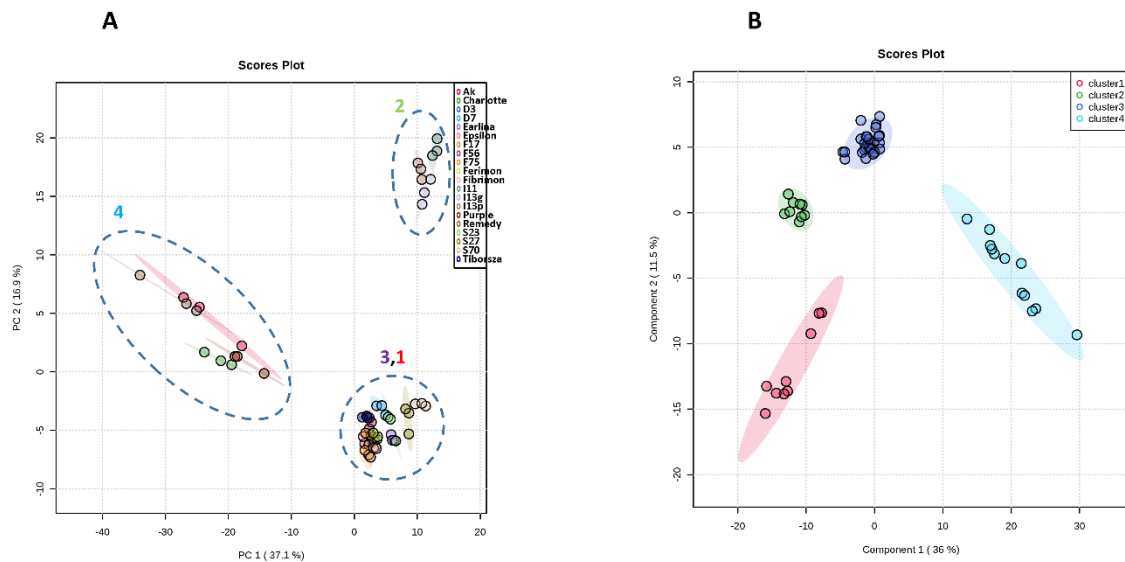 A
Scores Plot
PC 2 ( 16.9 %)
20
15
10
5
0
-5
-10
-40
-30
-20
-10
0
10
20
PC 1 ( 37.1 %)
2
4
3,1
Ak
Charlotte
D3
D7
Earlina
Epsilon
F17
F56
F75
Ferimon
Fibrimon
I11
I13g
I13p
Purple
Remedy
S23
S27
S70
Tiborsza
B
Scores Plot
Component 2 ( 11.5 %)
10
5
0
-5
-10
-15
-20
-20
-10
0
10
20
30
Component 1 ( 36 %)
cluster1
cluster2
cluster3
cluster4